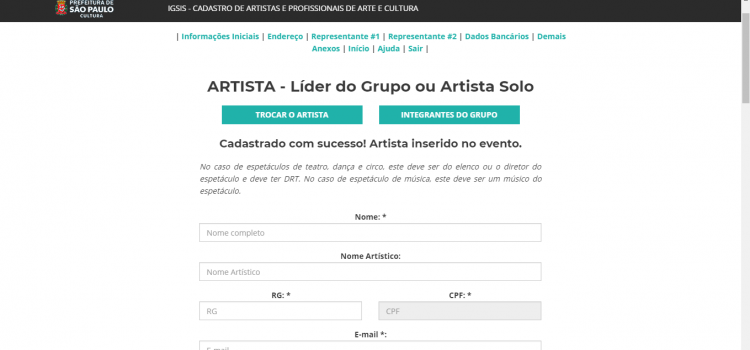 PREFEITURA DE
SÃO PAULO
CULTURA
IGSIS - CADASTRO DE ARTISTAS E PROFISSIONAIS DE ARTE E CULTURA
| Informações Iniciais | Endereço | Representante #1 | Representante #2 | Dados Bancários | Demais
Anexos | Início | Ajuda | Sair |
ARTISTA - Líder do Grupo ou Artista Solo
TROCAR O ARTISTA
INTEGRANTES DO GRUPO
Cadastrado com sucesso! Artista inserido no evento.
No caso de espetáculos de teatro, dança e circo, este deve ser do elenco ou o diretor do
espetáculo e deve ter DRT. No caso de espetáculo de música, este deve ser um músico do
espetáculo.
Nome: *
Nome completo
Nome Artístico:
Nome Artístico
RG: *
CPF: *
RG
CPF
E-mail *:
E-mail